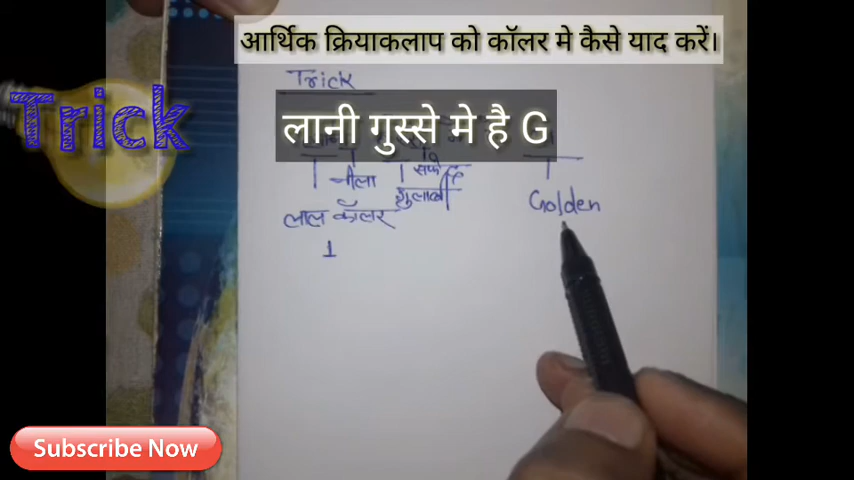 आर्थिक क्रियाकलाप को कॉलर मे कैसे याद करें।
Trick
Trick
लानी गुस्से मे है G
नीला
सफेद
गुलाबी
Golden
लाल कॉलर
1
Subscribe Now